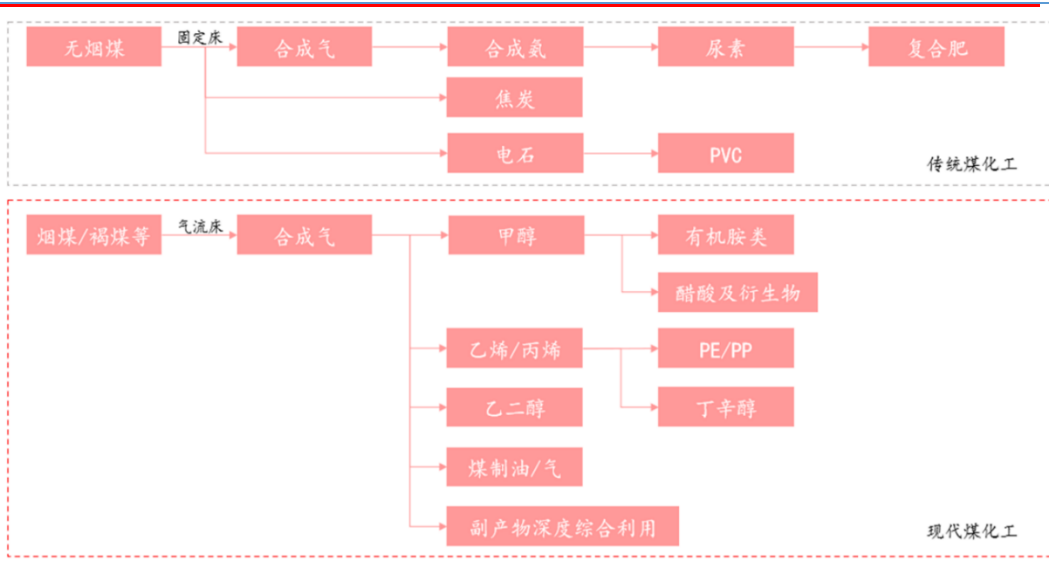 无烟煤
固定床
合成气
合成氨
尿素
复合肥
焦炭
电石
PVC
传统煤化工
烟煤/褐煤等
气流床
合成气
甲醇
有机胺类
醋酸及衍生物
乙烯/丙烯
PE/PP
乙二醇
丁辛醇
煤制油/气
副产物深度综合利用
现代煤化工